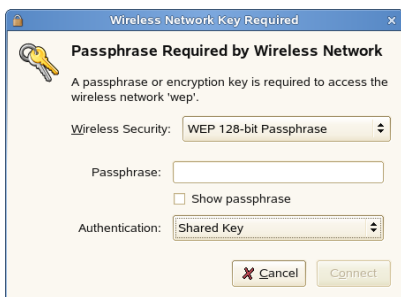 Wireless Network Key Required
Passphrase Required by Wireless Network
A passphrase or encryption key is required to access the
wireless network 'wep'.
Wireless Security: WEP 128-bit Passphrase
Passphrase:
Show passphrase
Authentication: Shared Key
Cancel Connect